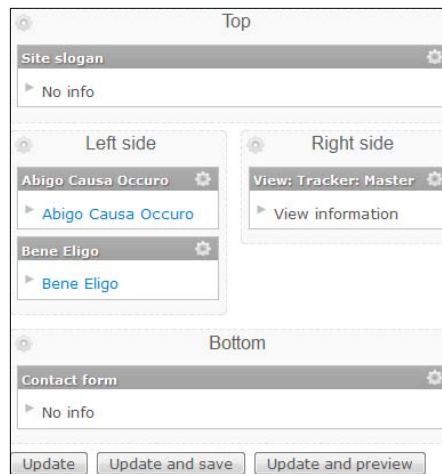 Top
Site slogan
No info
Left side
Right side
Abigo Causa Occuro
View: Tracker: Master
Abigo Causa Occuro
View information
Bene Eligo
Bene Eligo
Bottom
Contact form
No info
Update
Update and save
Update and preview